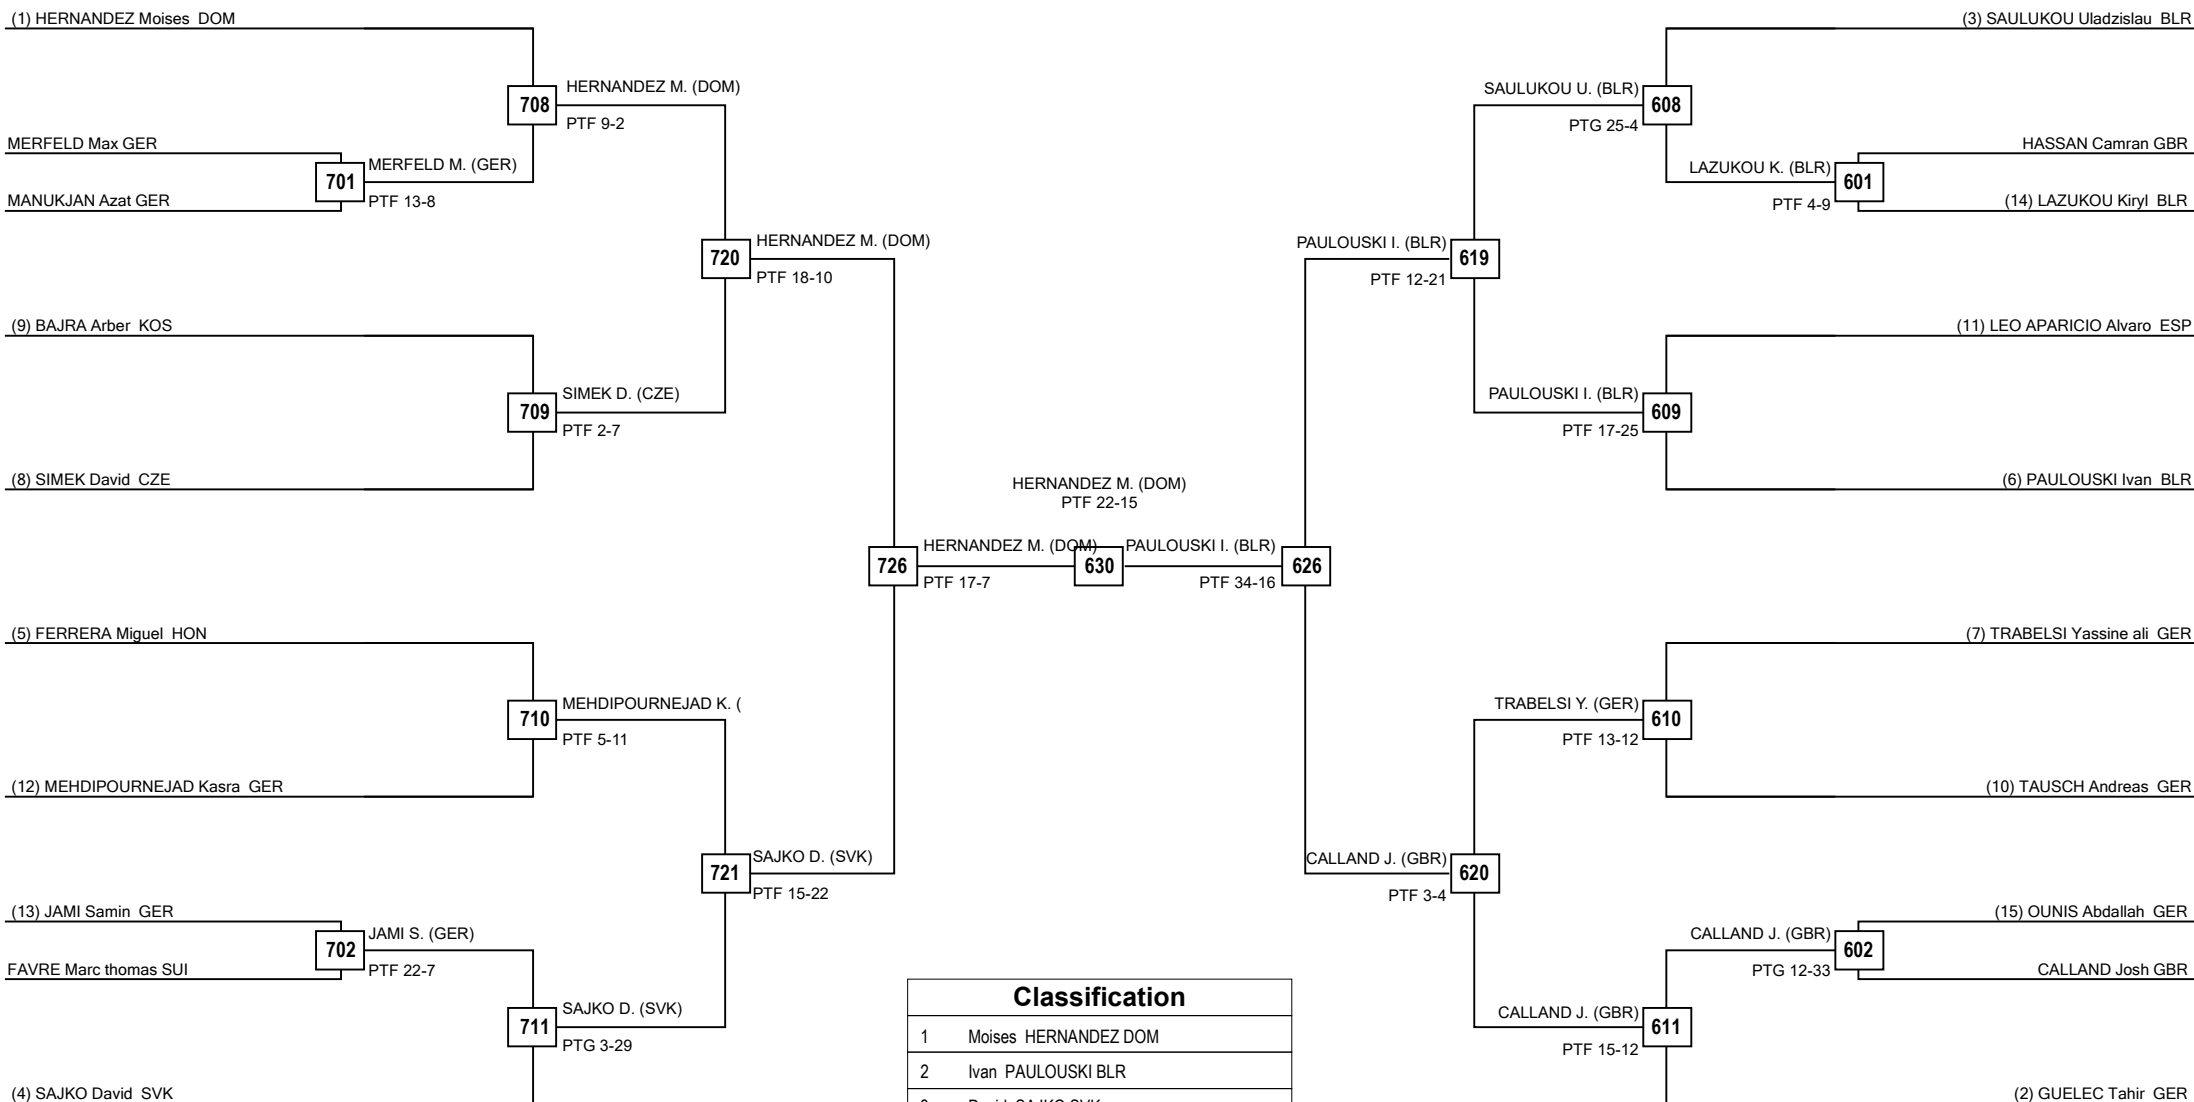 (1) HERNANDEZ Moises DOM
(3) SAULUKOU Uladzislau BLR
HERNANDEZ M. (DOM)
708
PTF 9-2
SAULUKOU U. (BLR)
608
PTG 25-4
MERFELD Max GER
MERFELD M. (GER)
701
PTF 13-8
MANUKJAN Azat GER
HASSAN Camran GBR
LAZUKOU K. (BLR)
601
PTF 4-9
(14) LAZUKOU Kiryl BLR
HERNANDEZ M. (DOM)
720
PTF 18-10
PAULOUSKI I. (BLR)
619
PTF 12-21
(9) BAJRA Arber KOS
(11) LEO APARICIO Alvaro ESP
SIMEK D. (CZE)
709
PTF 2-7
PAULOUSKI I. (BLR)
609
PTF 17-25
(8) SIMEK David CZE
(6) PAULOUSKI Ivan BLR
HERNANDEZ M. (DOM)
PTF 22-15
726
HERNANDEZ M. (DOM)
PTF 17-7
630
PAULOUSKI I. (BLR)
626
PTF 34-16
(5) FERRERA Miguel HON
(7) TRABELSI Yassine ali GER
MEHDIPOURNEJAD K. (
710
PTF 5-11
TRABELSI Y. (GER)
610
PTF 13-12
(12) MEHDIPOURNEJAD Kasra GER
(10) TAUSCH Andreas GER
SAJKO D. (SVK)
721
PTF 15-22
CALLAND J. (GBR)
620
PTF 3-4
(13) JAMI Samin GER
JAMI S. (GER)
702
PTF 22-7
FAVRE Marc thomas SUI
(15) OUNIS Abdallah GER
CALLAND J. (GBR)
602
PTG 12-33
CALLAND Josh GBR
SAJKO D. (SVK)
711
PTG 3-29
CALLAND J. (GBR)
611
PTF 15-12
(4) SAJKO David SVK
(2) GUELEC Tahir GER
Classification
1 Moises HERNANDEZ DOM
2 Ivan PAULOUSKI BLR
3 David SAJKO SVK